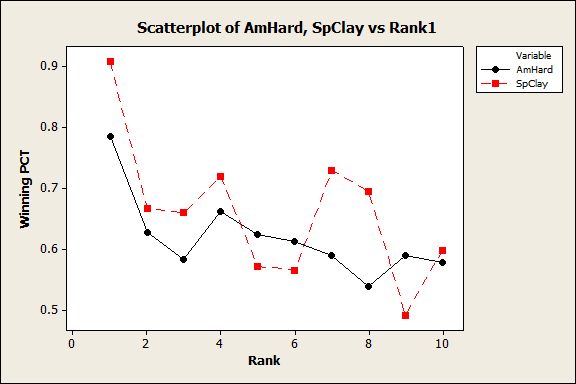 Scatterplot of AmHard, SpClay vs Rank1
Variable
AmHard
SpClay
Winning PCT
0.9
0.8
0.7
0.6
0.5
0 2 4 6 8 10
Rank